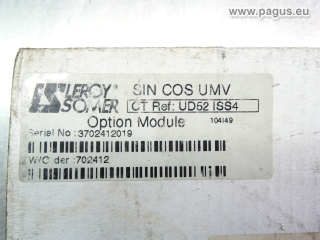 www.pagus.eu
LEROY SIN COS UMV
SOMER CT Ref: UD52 ISS4
Option Module 104149
Serial No :3702412019
W/O der :702412